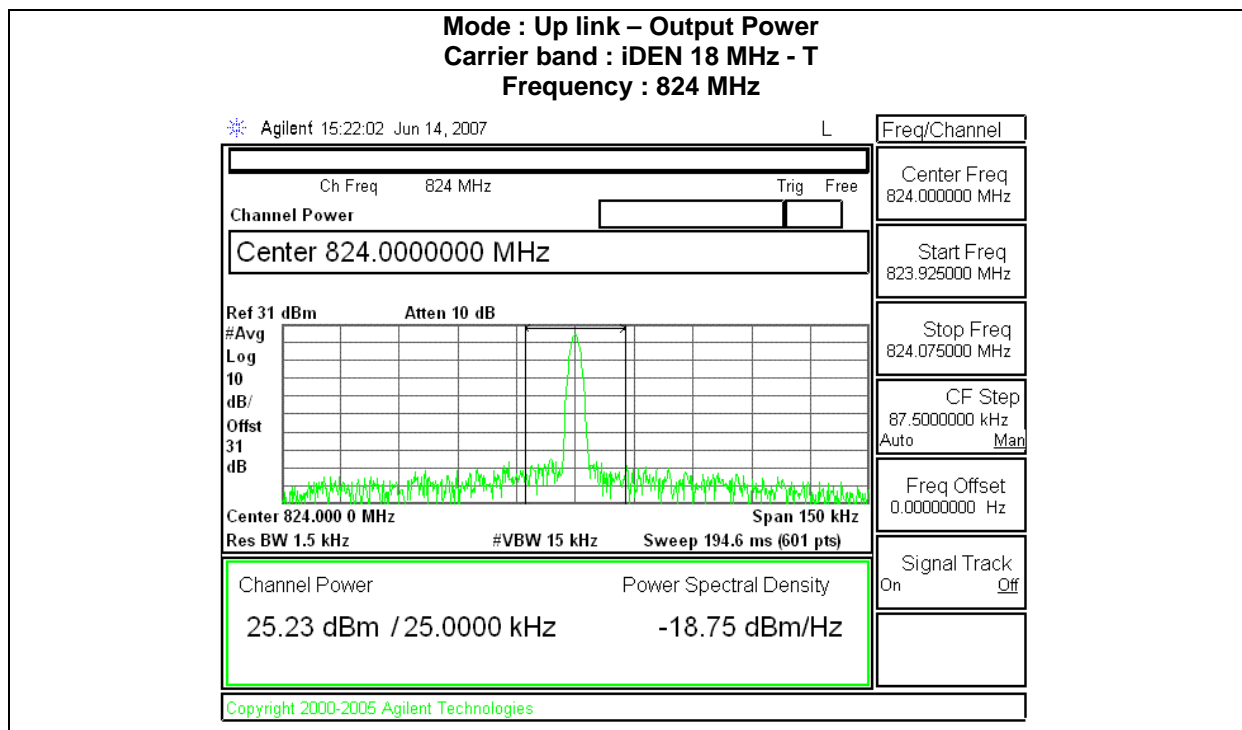 Mode : Up link – Output Power
Carrier band : iDEN 18 MHz - T
Frequency : 824 MHz
Agilent 15:22:02 Jun 14, 2007 L
Freq/Channel
Ch Freq 824 MHz Trig Free
Channel Power
Center 824.0000000 MHz
Ref 31 dBm Atten 10 dB
#Avg
Log
10
dB/
Offst
31
dB
Center 824.000 0 MHz Span 150 kHz
Res BW 1.5 kHz #VBW 15 kHz Sweep 194.6 ms (601 pts)
Channel Power Power Spectral Density
25.23 dBm / 25.0000 kHz -18.75 dBm/Hz
Copyright 2000-2005 Agilent Technologies
Center Freq
824.000000 MHz
Start Freq
823.925000 MHz
Stop Freq
824.075000 MHz
CF Step
87.5000000 kHz
Auto Man
Freq Offset
0.00000000 Hz
Signal Track
On Off